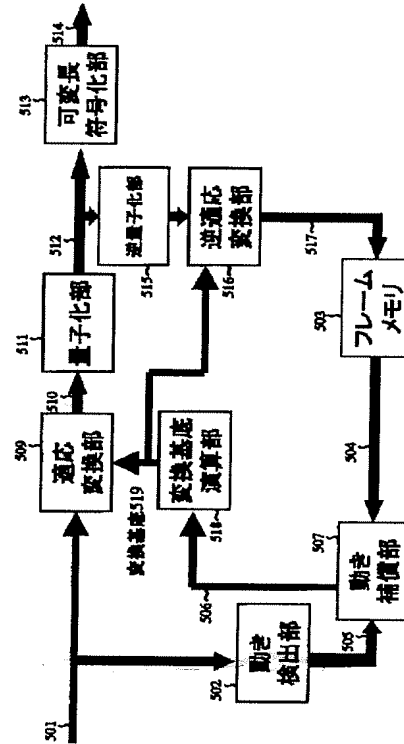 501
502
動き
検出部
505
506
動き
補償部
507
504
フレーム
メモリ
503
517
変換基底
演算部
518
変換基底519
適応
変換部
509
510
量子化部
511
512
逆量子化部
515
逆適応
変換部
516
可変長
符号化部
513
514